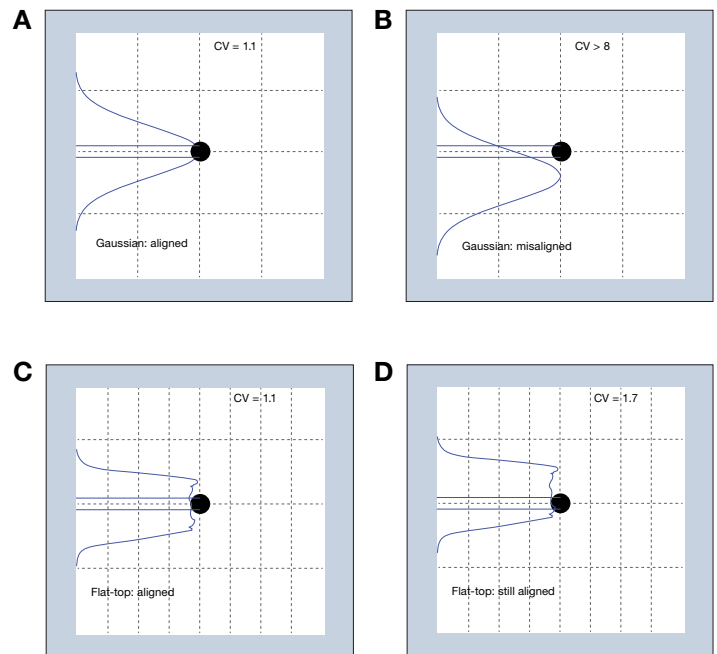 A
CV = 1.1
Gaussian: aligned
B
CV > 8
Gaussian: misaligned
C
CV = 1.1
Flat-top: aligned
D
CV = 1.7
Flat-top: still aligned